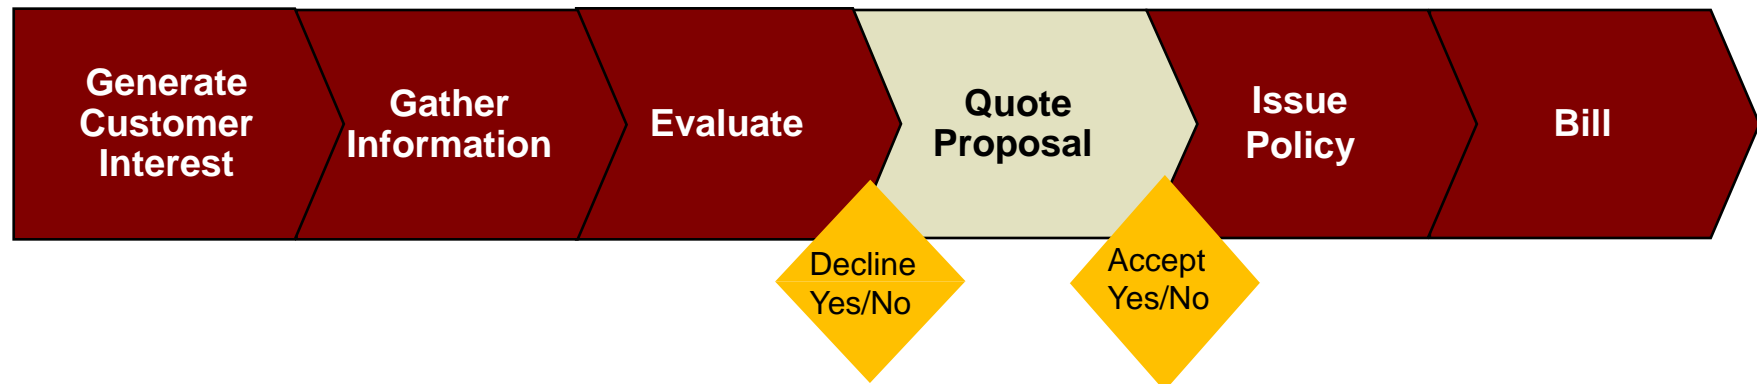 Generate
Customer
Interest
Gather
Information
Evaluate
Quote
Proposal
Issue
Policy
Bill
Decline
Yes/No
Accept
Yes/No